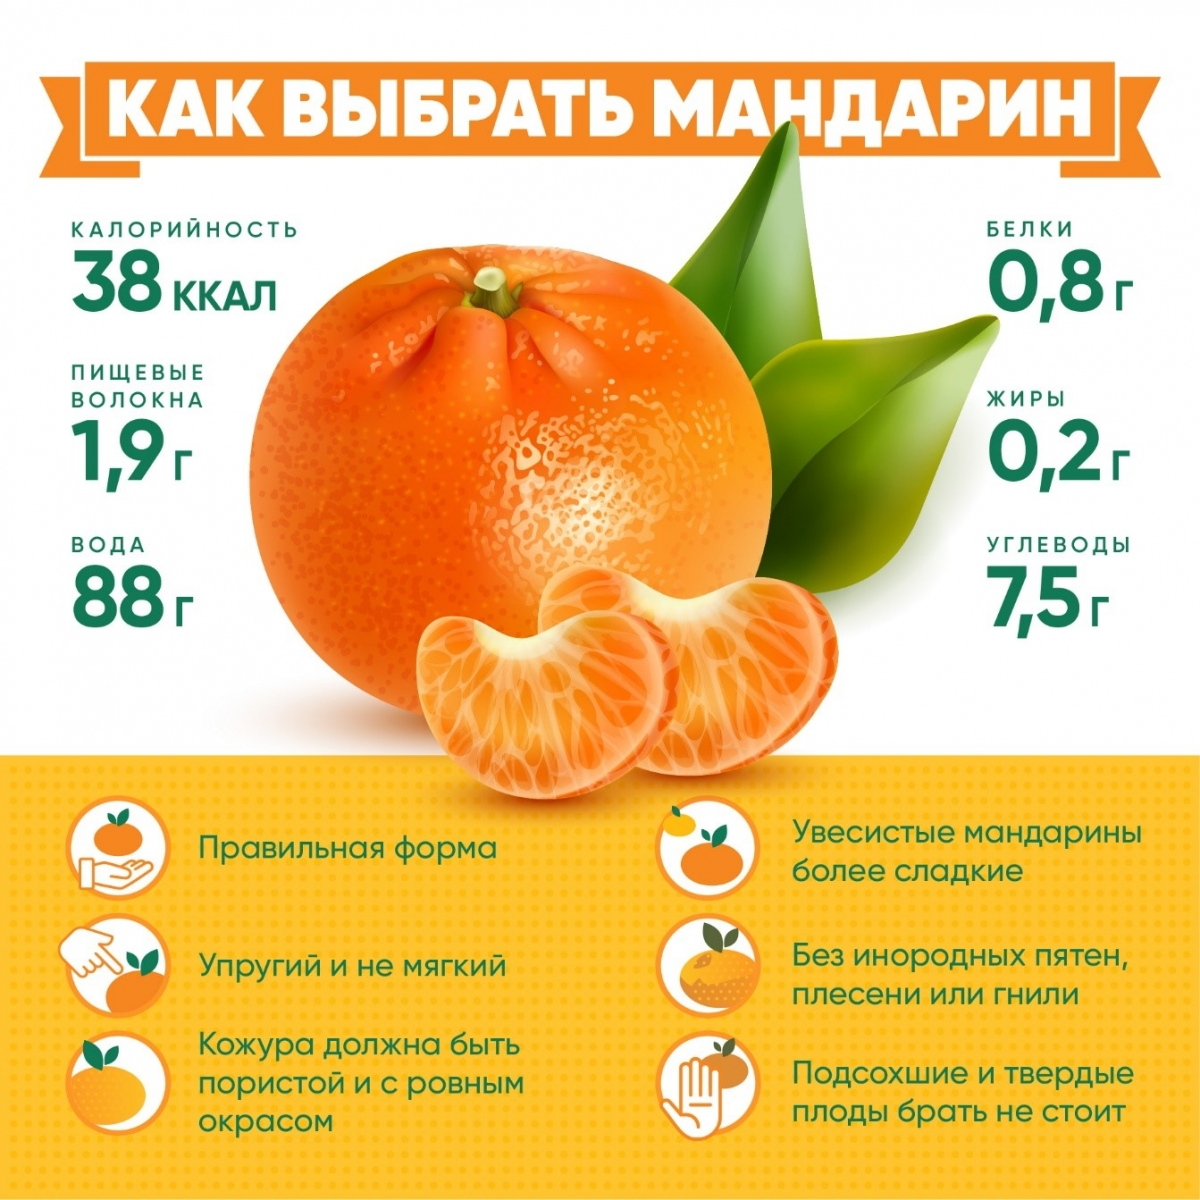 КАК ВЫБРАТЬ МАНДАРИН
КАЛОРИЙНОСТЬ
38 ККАЛ
ПИЩЕВЫЕ
ВОЛОКНА
1,9 Г
ВОДА
88 Г
БЕЛКИ
0,8 Г
ЖИРЫ
0,2 Г
УГЛЕВОДЫ
7,5 Г
Правильная форма
Упругий и не мягкий
Кожура должна быть
пористой и с ровным
окрасом
Увесистые мандарины
более сладкие
Без инородных пятен,
плесени или гнили
Подсохшие и твердые
плоды брать не стоит